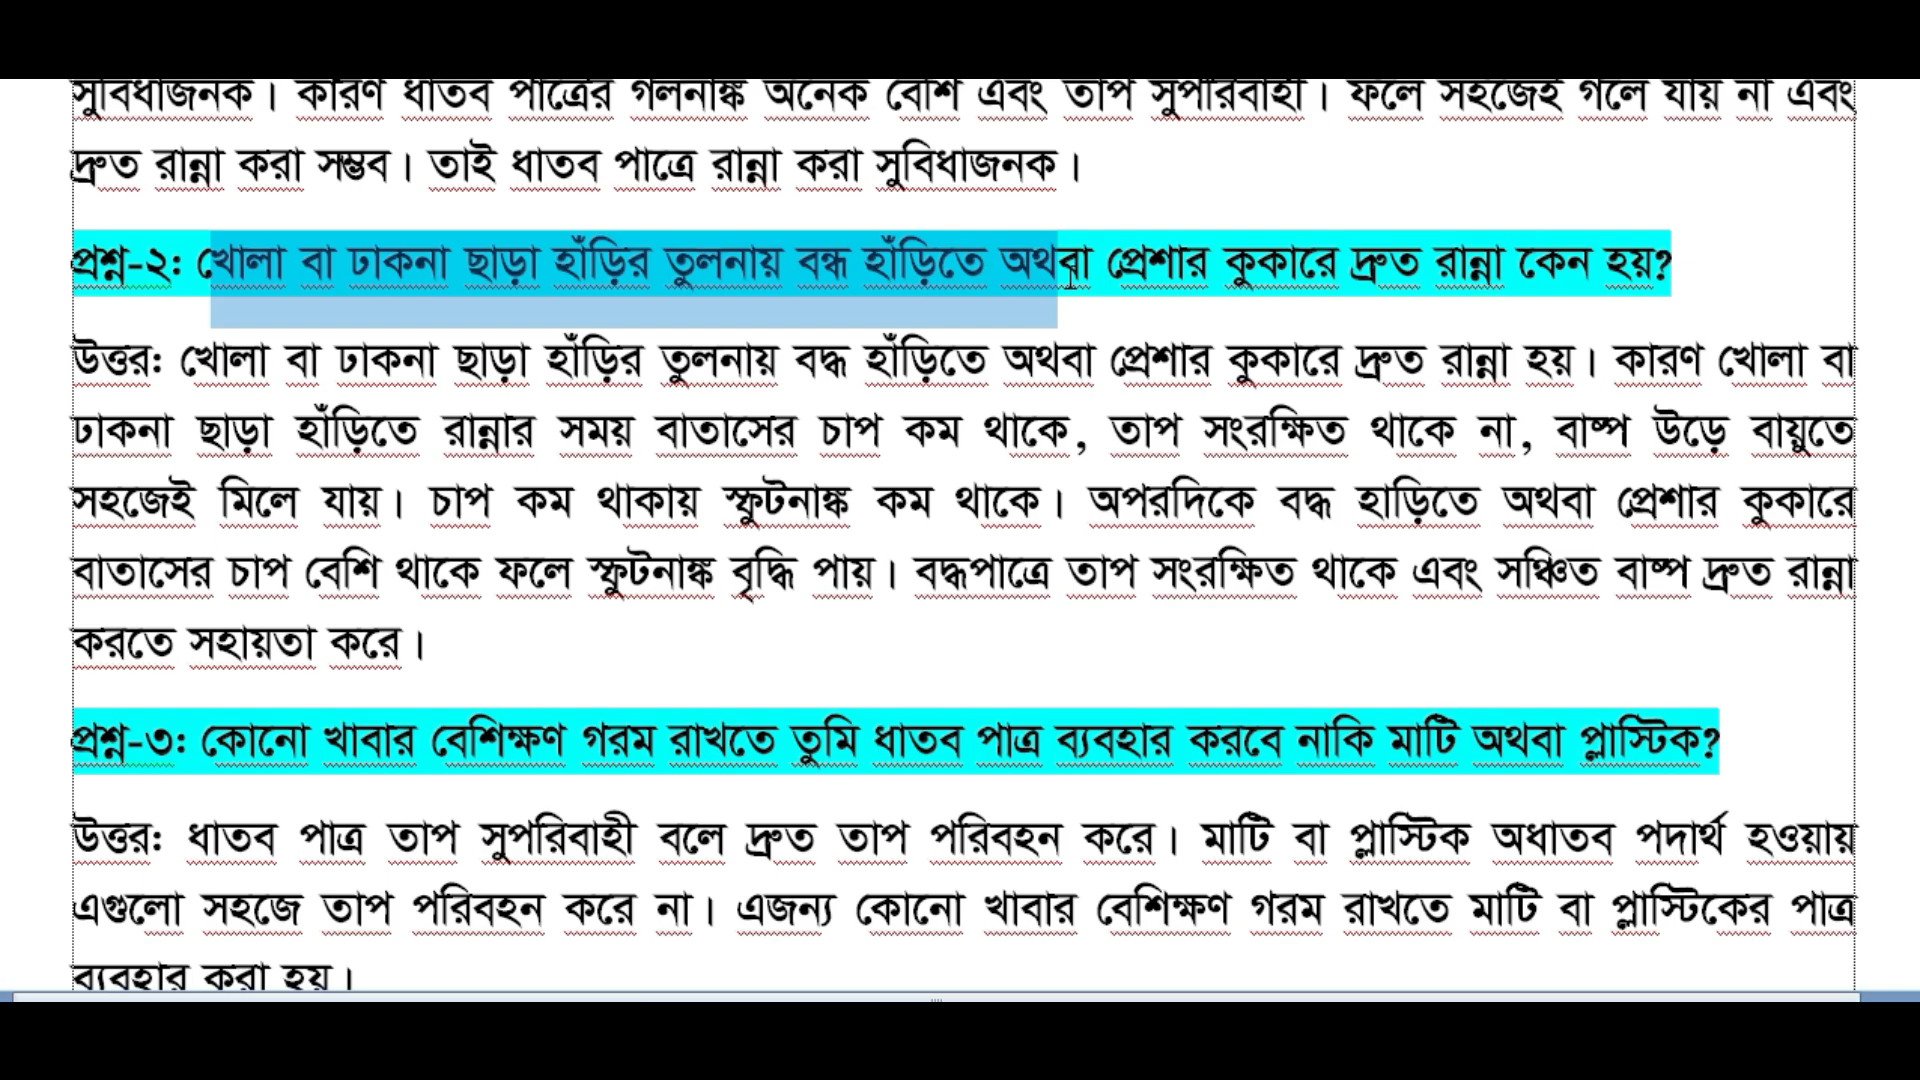 সুবিধাজনক। কারণ ধাতব পাত্রের গলনাঙ্ক অনেক বেশি এবং তাপ সুপরিবাহী। ফলে সহজেই গলে যায় না এবং
দ্রুত রান্না করা সম্ভব। তাই ধাতব পাত্রে রান্না করা সুবিধাজনক।
প্রশ্ন-২: খোলা বা ঢাকনা ছাড়া হাঁড়ির তুলনায় বন্ধ হাঁড়িতে অথবা প্রেশার কুকারে দ্রুত রান্না কেন হয়?
উত্তর: খোলা বা ঢাকনা ছাড়া হাঁড়ির তুলনায় বদ্ধ হাঁড়িতে অথবা প্রেশার কুকারে দ্রুত রান্না হয়। কারণ খোলা বা
ঢাকনা ছাড়া হাঁড়িতে রান্নার সময় বাতাসের চাপ কম থাকে, তাপ সংরক্ষিত থাকে না, বাষ্প উড়ে বায়ুতে
সহজেই মিলে যায়। চাপ কম থাকায় স্ফুটনাঙ্ক কম থাকে। অপরদিকে বদ্ধ হাড়িতে অথবা প্রেশার কুকারে
বাতাসের চাপ বেশি থাকে ফলে স্ফুটনাঙ্ক বৃদ্ধি পায়। বদ্ধপাত্রে তাপ সংরক্ষিত থাকে এবং সঞ্চিত বাষ্প দ্রুত রান্না
করতে সহায়তা করে।
প্রশ্ন-৩: কোনো খাবার বেশিক্ষণ গরম রাখতে তুমি ধাতব পাত্র ব্যবহার করবে নাকি মাটি অথবা প্লাস্টিক?
উত্তর: ধাতব পাত্র তাপ সুপরিবাহী বলে দ্রুত তাপ পরিবহন করে। মাটি বা প্লাস্টিক অধাতব পদার্থ হওয়ায়
এগুলো সহজে তাপ পরিবহন করে না। এজন্য কোনো খাবার বেশিক্ষণ গরম রাখতে মাটি বা প্লাস্টিকের পাত্র
ব্যবহার করা হয়।